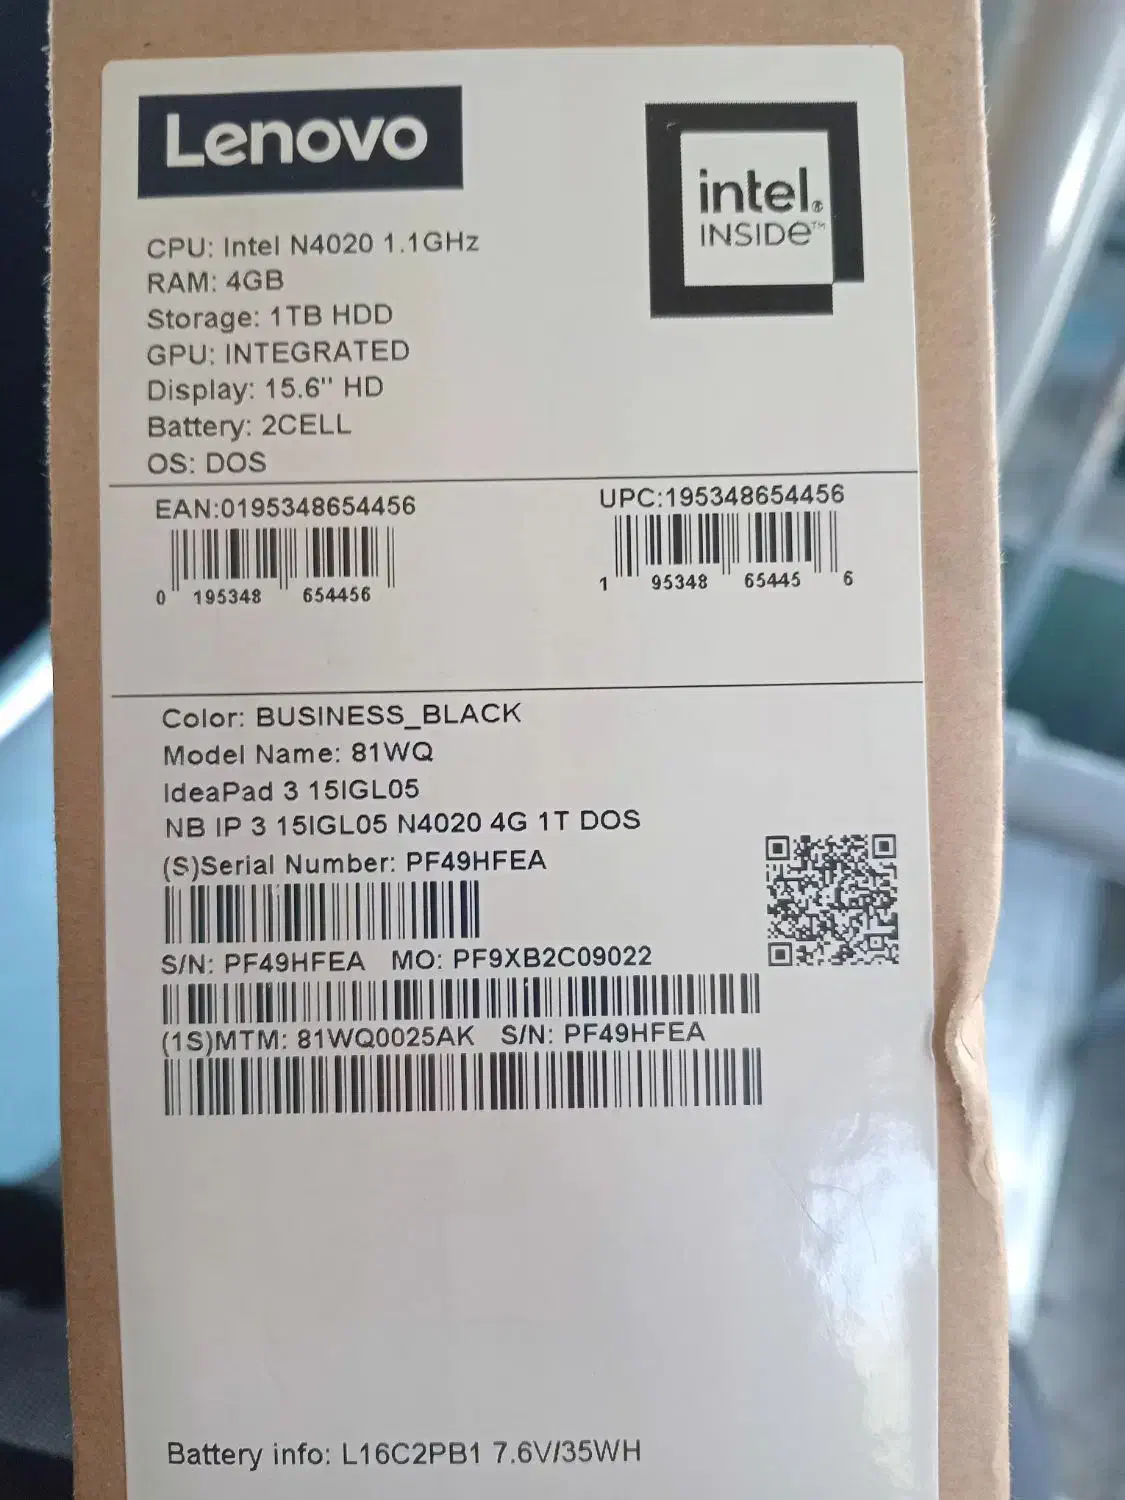 Lenovo
intel®
INSIDe™
CPU: Intel N4020 1.1GHz
RAM: 4GB
Storage: 1TB HDD
GPU: INTEGRATED
Display: 15.6" HD
Battery: 2CELL
OS: DOS
EAN:0195348654456
0 195348 654456
UPC:195348654456
1 95348 65445 6
Color: BUSINESS_BLACK
Model Name: 81WQ
IdeaPad 3 15IGL05
NB IP 3 15IGL05 N4020 4G 1T DOS
(S)Serial Number: PF49HFEA
S/N: PF49HFEA MO: PF9XB2C09022
(1S)MTM: 81WQ0025AK S/N: PF49HFEA
Battery info: L16C2PB1 7.6V/35WH